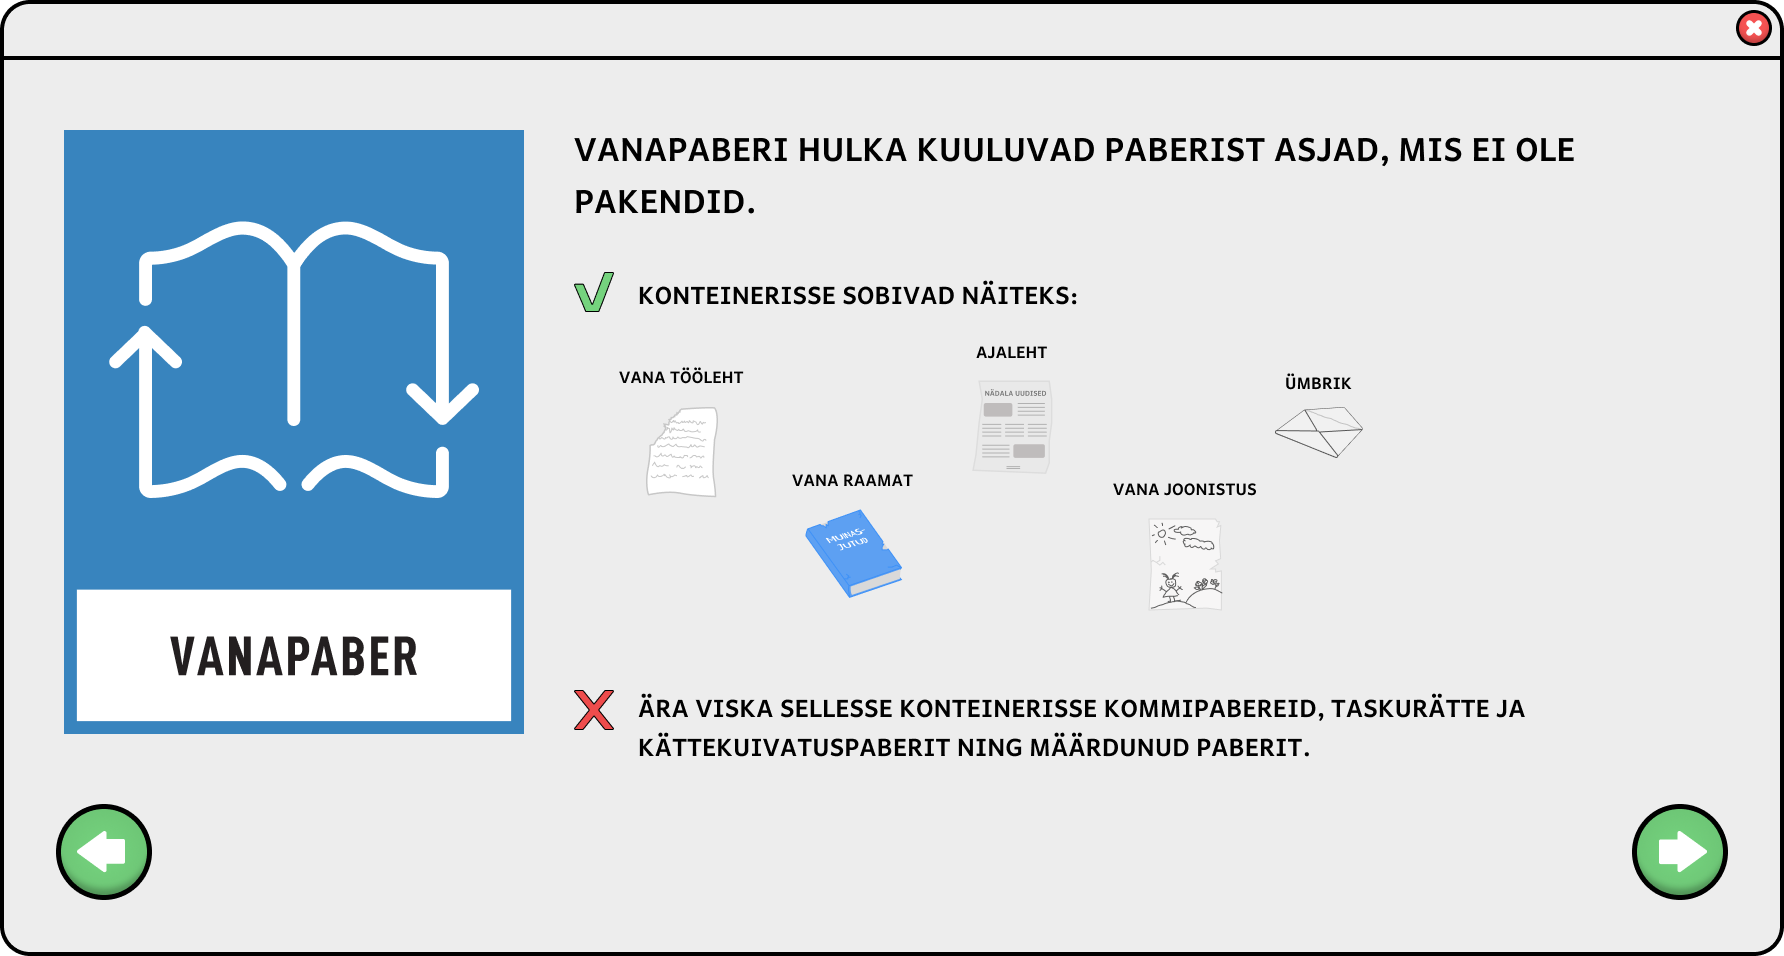 VANAPABERI HULKA KUULUVAD PABERIST ASJAD, MIS EI OLE
PAKENDID.
KONTEINERISSE SOBIVAD NÄITEKS:
VANA TÖÖLEHT
AJALEHT
NÄDALA UUDISED
ÜMBRIK
VANA RAAMAT
MUINAS-
JUTUD
VANA JOONISTUS
VANAPABER
ÄRA VISKA SELLESSE KONTEINERISSE KOMMIPABEREID, TASKURÄTTE JA
KÄTTEKUIVATUSPABERIT NING MÄÄRDUNUD PABERIT.